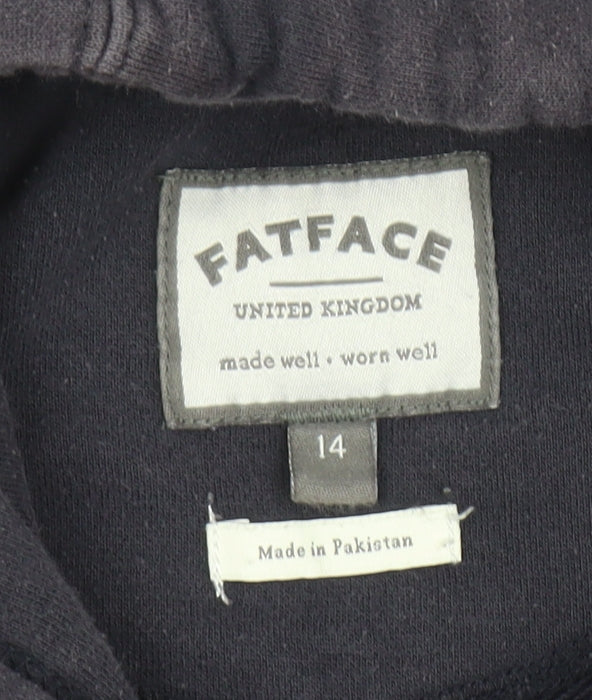 FATFACE
UNITED KINGDOM
made well • worn well
14
Made in Pakistan